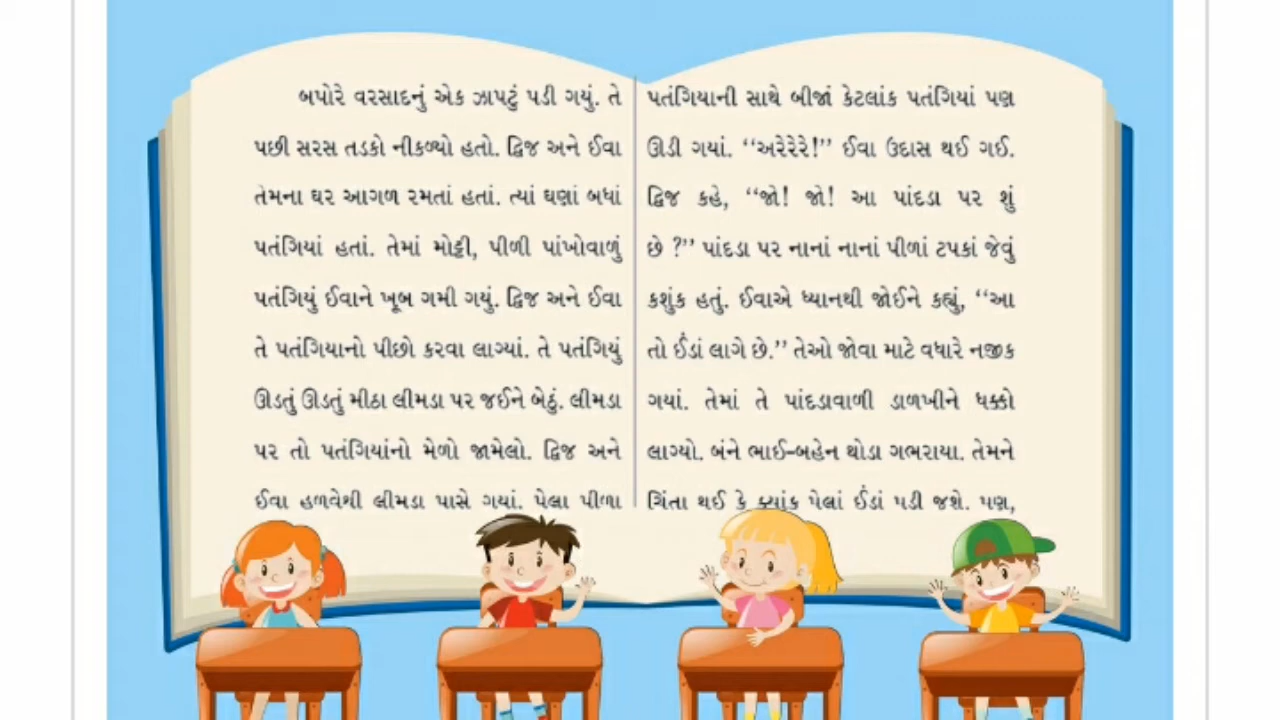 બપોરે વરસાદનું એક ઝાપટું પડી ગયું. તે
પછી સરસ તડકો નીકળ્યો હતો. દ્વિજ અને ઈવા
તેમના ઘર આગળ રમતાં હતાં. ત્યાં ઘણાં બધાં
પતંગિયાં હતાં. તેમાં મોટ્ટી, પીળી પાંખોવાળું
પતંગિયું ઈવાને ખૂબ ગમી ગયું. દ્વિજ અને ઈવા
તે પતંગિયાનો પીછો કરવા લાગ્યાં. તે પતંગિયું
ઊડતું ઊડતું મીઠા લીમડા પર જઈને બેઠું. લીમડા
પર તો પતંગિયાંનો મેળો જામેલો. દ્વિજ અને
ઈવા હળવેથી લીમડા પાસે ગયાં. પેલા પીળા
પતંગિયાની સાથે બીજાં કેટલાંક પતંગિયાં પણ
ઊડી ગયાં. “અરેરેરે!” ઈવા ઉદાસ થઈ ગઈ.
દ્વિજ કહે, “જો! જો! આ પાંદડા પર શું
છે ?” પાંદડા પર નાનાં નાનાં પીળાં ટપકાં જેવું
કશુંક હતું. ઈવાએ ધ્યાનથી જોઈને કહ્યું, “આ
તો ઈંડાં લાગે છે.” તેઓ જોવા માટે વધારે નજીક
ગયાં. તેમાં તે પાંદડાવાળી ડાળખીને ધક્કો
લાગ્યો. બંને ભાઈ-બહેન થોડા ગભરાયા. તેમને
ચિંતા થઈ કે ક્યાંક પેલાં ઈંડાં પડી જશે. પણ,